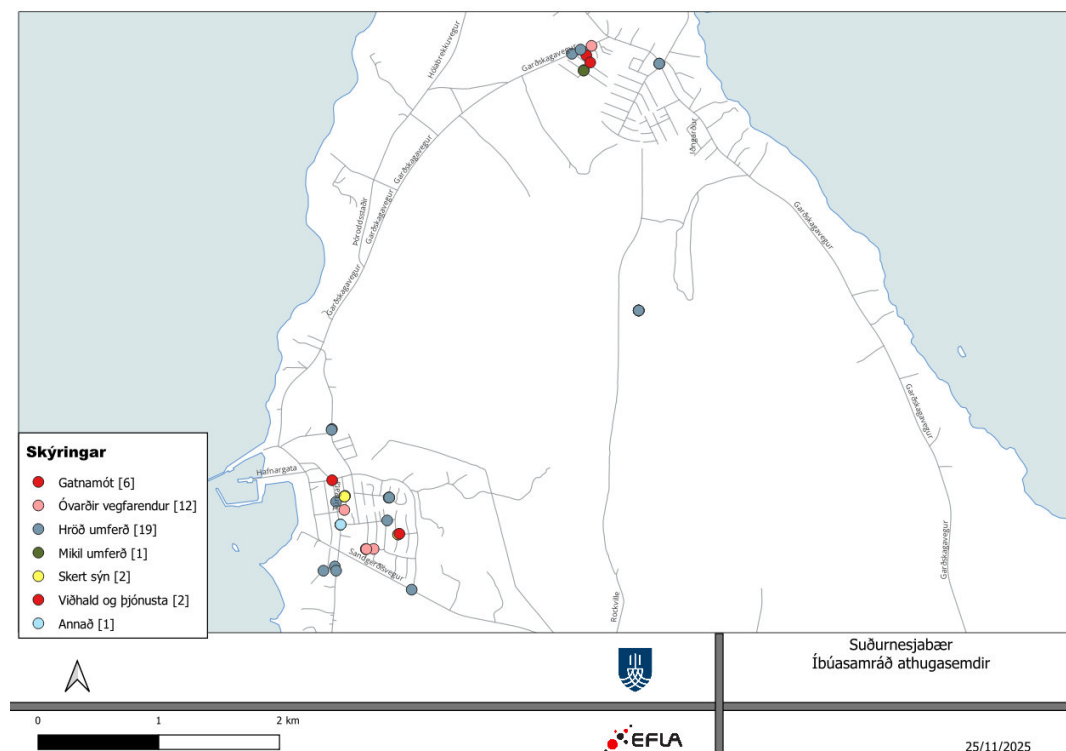 Hólabrekkuvegur
Garðskagavegur
Garðskagavegur
Iðngarður
Þóroddsstaðir
Garðskagavegur
Garðskagavegur
Garðskagavegur
Garðskagavegur
Hafnargata
Sandgerðisvegur
Garðskagavegur
Rockville
Skýringar
Gatnamót [6]
Óvarðir vegfarendur [12]
Hröð umferð [19]
Mikil umferð [1]
Skert sýn [2]
Viðhald og þjónusta [2]
Annað [1]
Suðurnesjabær
Íbúasamráð athugasemdir
0 1 2 km
EFLA
25/11/2025